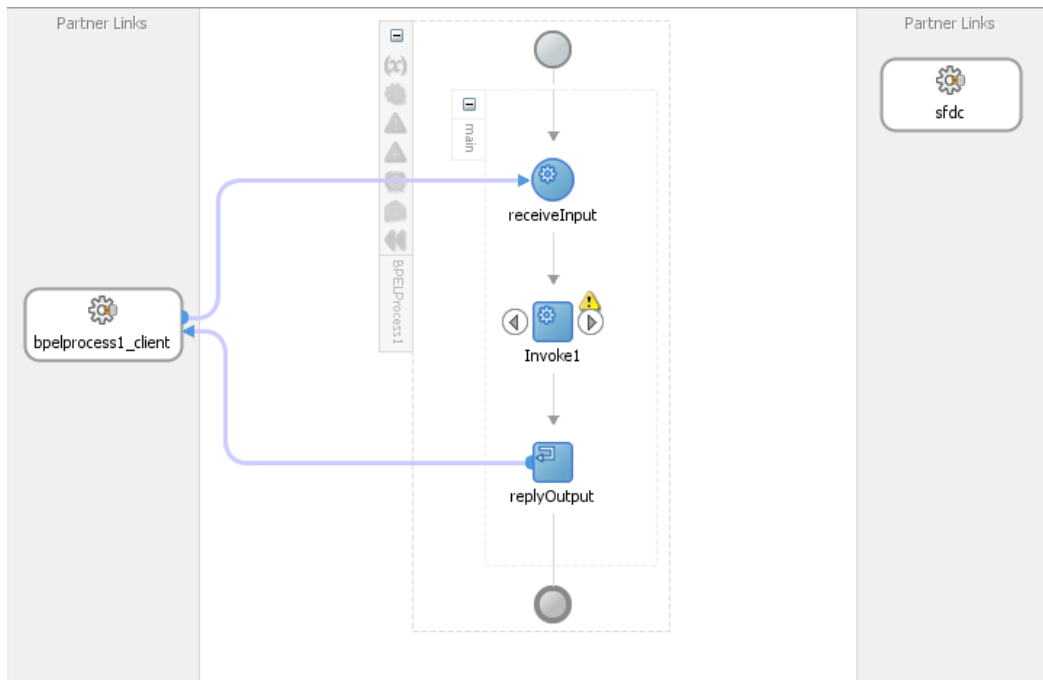 Partner Links
Partner Links
(x)
sfdc
main
receiveInput
BPELProcess1
bpelprocess1_client
Invoke1
replyOutput